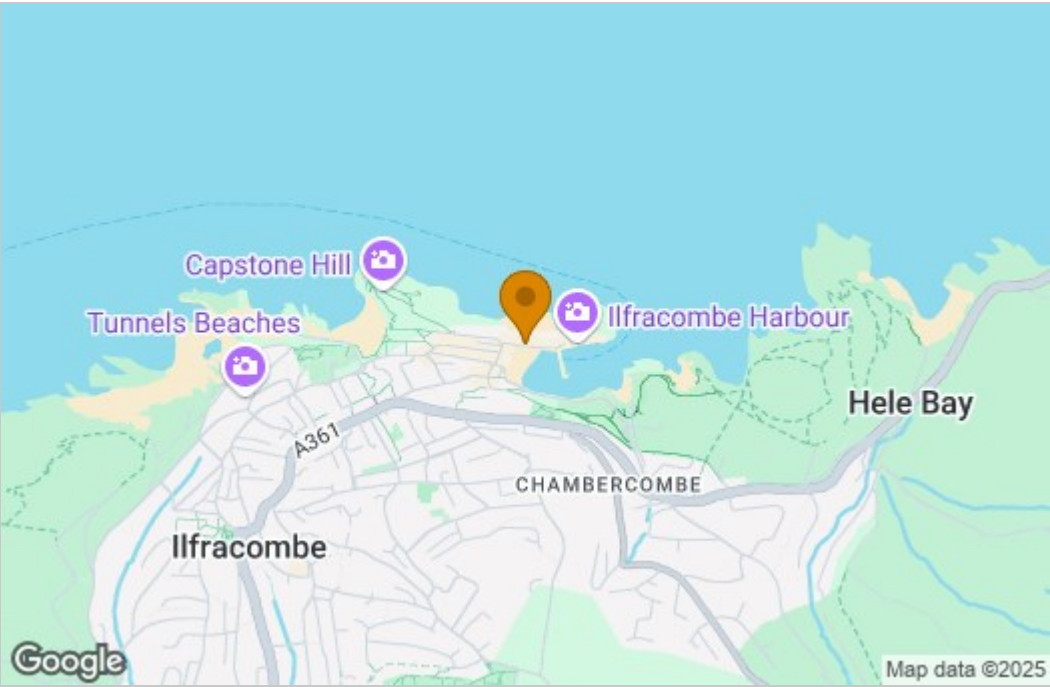 Capstone Hill
Tunnels Beaches
Ilfracombe Harbour
Hele Bay
A361
CHAMBERCOMBE
Ilfracombe
Google
Map data ©2025